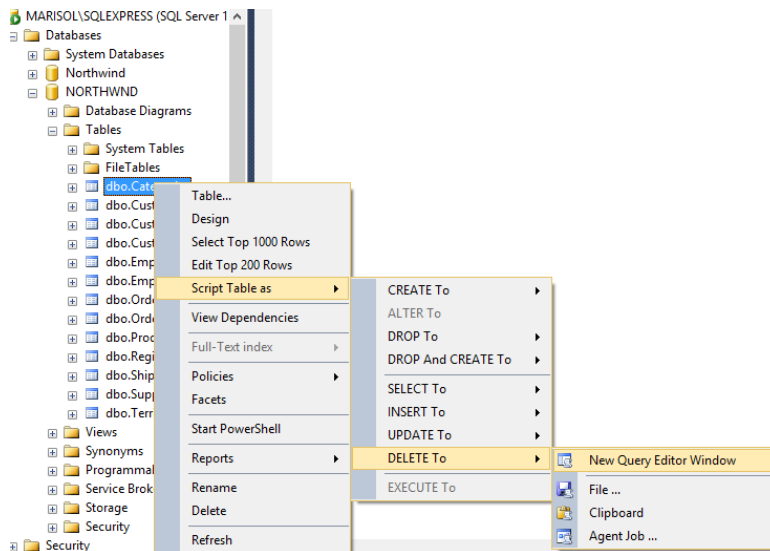 MARISOL\SQLEXPRESS (SQL Server 1
Databases
System Databases
Northwind
NORTHWND
Database Diagrams
Tables
System Tables
FileTables
dbo.Cate
dbo.Cust
dbo.Cust
dbo.Cust
dbo.Emp
dbo.Emp
dbo.Orde
dbo.Orde
dbo.Proc
dbo.Regi
dbo.Ship
dbo.Supp
dbo.Terr
Views
Synonyms
Programmal
Service Brok
Storage
Security
Security
Table...
Design
Select Top 1000 Rows
Edit Top 200 Rows
Script Table as
View Dependencies
Full-Text index
Policies
Facets
Start PowerShell
Reports
Rename
Delete
Refresh
CREATE To
ALTER To
DROP To
DROP And CREATE To
SELECT To
INSERT To
UPDATE To
DELETE To
EXECUTE To
New Query Editor Window
File ...
Clipboard
Agent Job ...